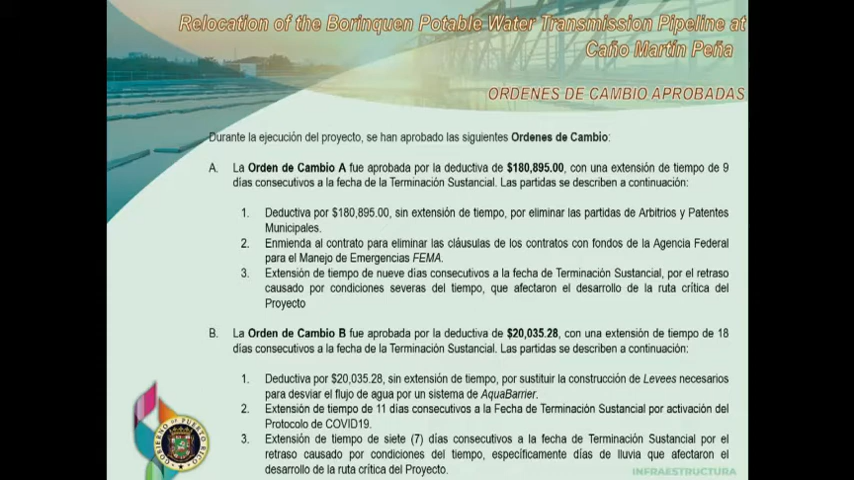 Relocation of the Borinquen Potable Water Transmission Pipeline at
Caño Martín Peña
ORDENES DE CAMBIO APROBADAS
Durante la ejecución del proyecto, se han aprobado las siguientes Ordenes de Cambio:
A. La Orden de Cambio A fue aprobada por la deductiva de $180,895.00, con una extensión de tiempo de 9
días consecutivos a la fecha de la Terminación Sustancial. Las partidas se describen a continuación:
1. Deductiva por $180,895.00, sin extensión de tiempo, por eliminar las partidas de Arbitrios y Patentes
Municipales.
2. Enmienda al contrato para eliminar las cláusulas de los contratos con fondos de la Agencia Federal
para el Manejo de Emergencias FEMA.
3. Extensión de tiempo de nueve días consecutivos a la fecha de Terminación Sustancial, por el retraso
causado por condiciones severas del tiempo, que afectaron el desarrollo de la ruta crítica del
Proyecto
B. La Orden de Cambio B fue aprobada por la deductiva de $20,035.28, con una extensión de tiempo de 18
días consecutivos a la fecha de la Terminación Sustancial. Las partidas se describen a continuación:
1. Deductiva por $20,035.28, sin extensión de tiempo, por sustituir la construcción de Levees necesarios
para desviar el flujo de agua por un sistema de AquaBarrier.
2. Extensión de tiempo de 11 días consecutivos a la Fecha de Terminación Sustancial por activación del
Protocolo de COVID19.
3. Extensión de tiempo de siete (7) días consecutivos a la fecha de Terminación Sustancial por el
retraso causado por condiciones del tiempo, específicamente días de lluvia que afectaron el
desarrollo de la ruta crítica del Proyecto.
GOBIERNO DE PUERTO RICO
INFRAESTRUCTURA